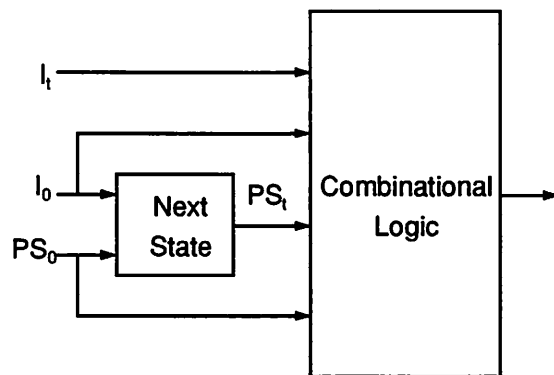 I_t
I_0
PS_0
Next
State
PS_t
Combinational
Logic